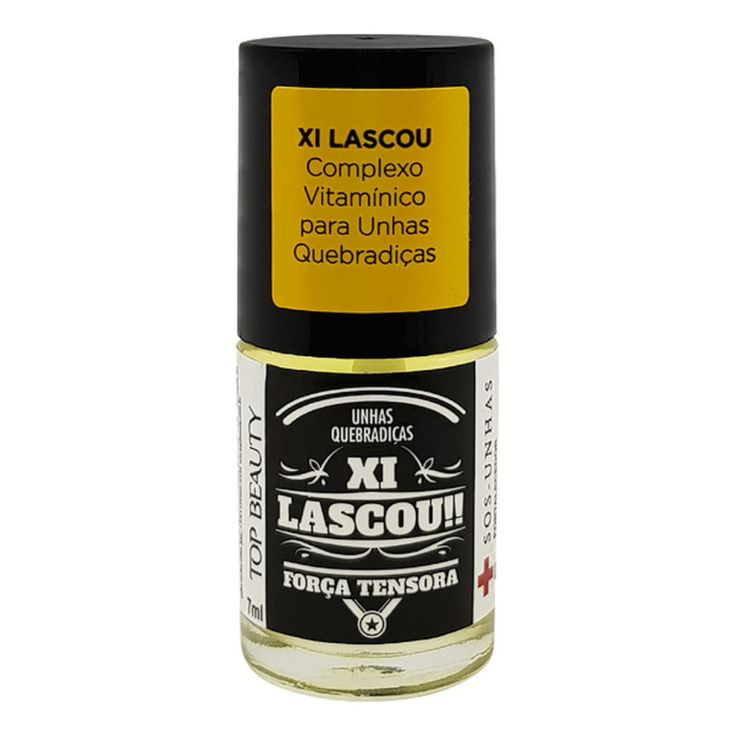 XI LASCOU
Complexo
Vitamínico
para Unhas
Quebradiças
UNHAS
QUEBRADIÇAS
XI
LASCOU!!
FORÇA TENSORA
TOP BEAUTY
7ml
SOS UNHAS